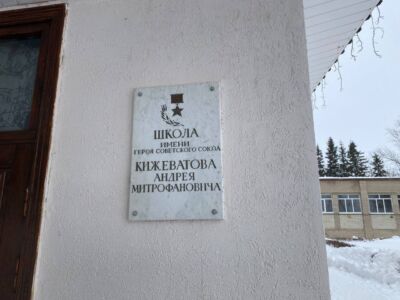 ШКОЛА
ИМЕНИ
ГЕРОЯ СОВЕТСКОГО СОЮЗА
КИЖЕВАТОВА
АНДРЕЯ
МИТРОФАНОВИЧА